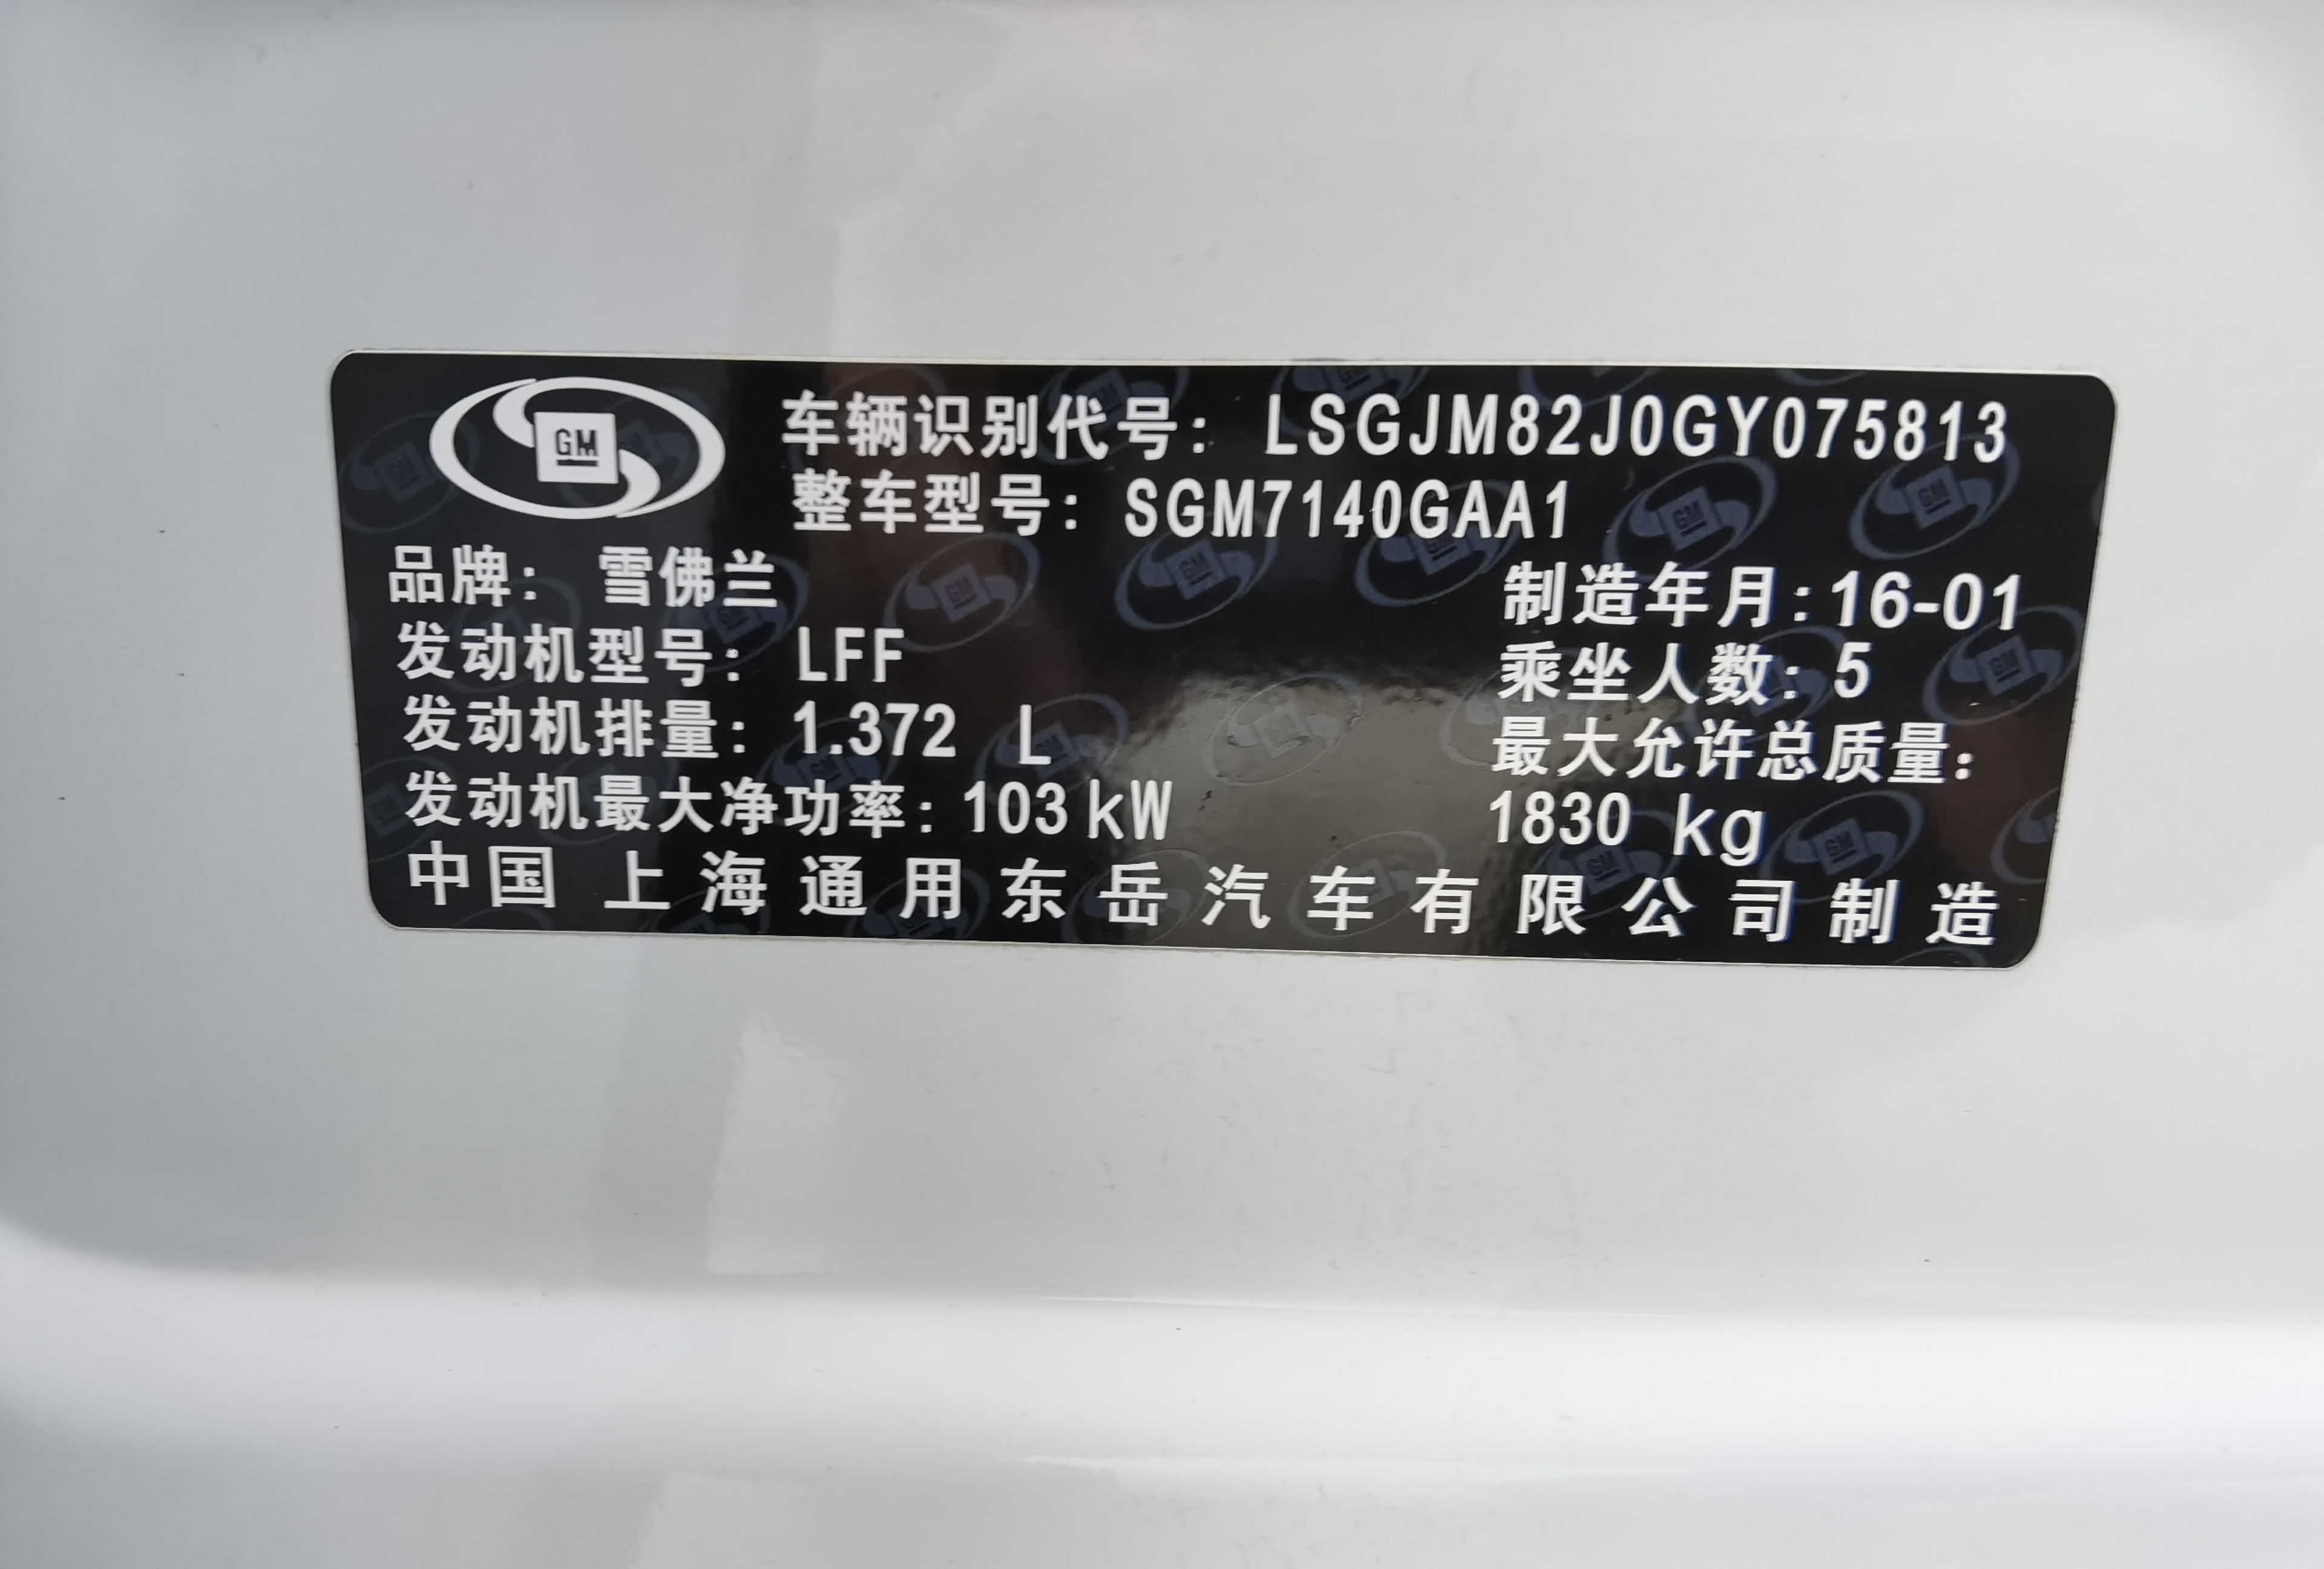 GM
车辆识别代号：LSGJM82J0GY075813
整车型号：SGM7140GAA1
品牌：雪佛兰
制造年月：16-01
发动机型号：LFF
乘坐人数：5
发动机排量：1.372 L
最大允许总质量：
发动机最大净功率：103 kW
1830 kg
中国 上海通用东岳汽车有限公司制造